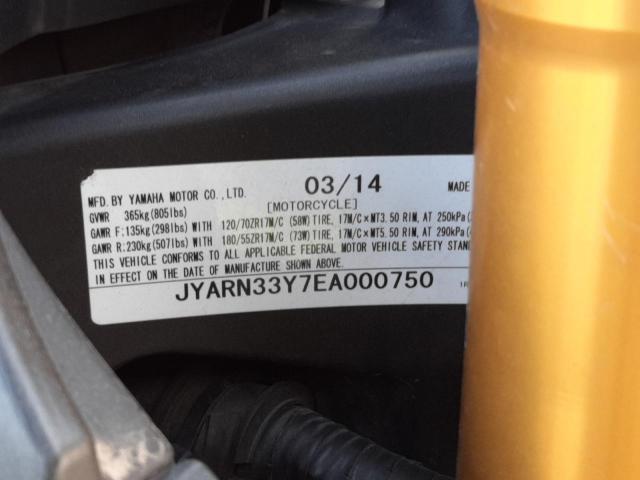 03/14 MADE
MFD. BY YAMAHA MOTOR CO.,LTD. [MOTORCYCLE]
GVWR 365kg(805lbs)
GAWR F:135kg(298lbs) WITH 120/70ZR17M/C (58W) TIRE, 17M/C×MT3.50 RIM, AT 250kPa
GAWR R:230kg(507lbs) WITH 180/55ZR17M/C (73W) TIRE, 17M/C×MT5.50 RIM, AT 290kPa
THIS VEHICLE CONFORMS TO ALL APPLICABLE FEDERAL MOTOR VEHICLE SAFETY STAN
IN EFFECT ON THE DATE OF MANUFACTURE SHOWN ABOVE.
JYARN33Y7EA000750